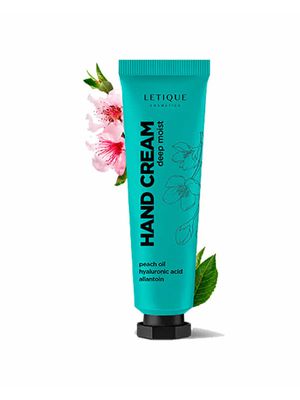 LETIQUE
COSMETICS
HAND CREAM
deep moist
peach oil
hyaluronic acid
allantoin